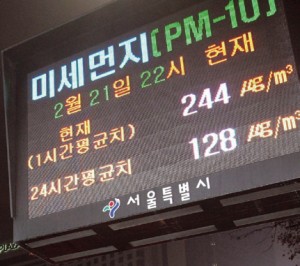 미세먼지(PM-10)
2월 21일 22시 현재
현재 244 ㎍/m³
(1시간평균치)
24시간평균치 128 ㎍/m³
서울특별시